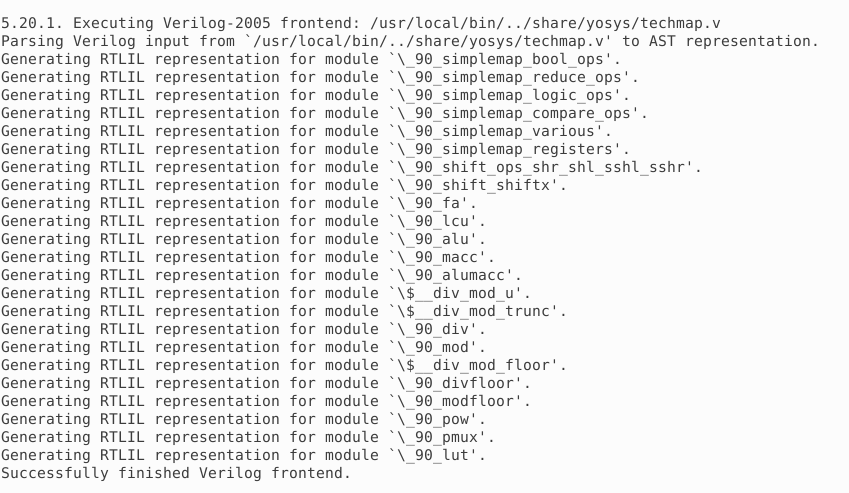 5.20.1. Executing Verilog-2005 frontend: /usr/local/bin/../share/yosys/techmap.v
Parsing Verilog input from `/usr/local/bin/../share/yosys/techmap.v' to AST representation.
Generating RTLIL representation for module `\_90_simplemap_bool_ops'.
Generating RTLIL representation for module `\_90_simplemap_reduce_ops'.
Generating RTLIL representation for module `\_90_simplemap_logic_ops'.
Generating RTLIL representation for module `\_90_simplemap_compare_ops'.
Generating RTLIL representation for module `\_90_simplemap_various'.
Generating RTLIL representation for module `\_90_simplemap_registers'.
Generating RTLIL representation for module `\_90_shift_ops_shr_shl_sshl_sshr'.
Generating RTLIL representation for module `\_90_shift_shiftx'.
Generating RTLIL representation for module `\_90_fa'.
Generating RTLIL representation for module `\_90_lcu'.
Generating RTLIL representation for module `\_90_alu'.
Generating RTLIL representation for module `\_90_macc'.
Generating RTLIL representation for module `\_90_alumacc'.
Generating RTLIL representation for module `\$__div_mod_u'.
Generating RTLIL representation for module `\$__div_mod_trunc'.
Generating RTLIL representation for module `\_90_div'.
Generating RTLIL representation for module `\_90_mod'.
Generating RTLIL representation for module `\$__div_mod_floor'.
Generating RTLIL representation for module `\_90_divfloor'.
Generating RTLIL representation for module `\_90_modfloor'.
Generating RTLIL representation for module `\_90_pow'.
Generating RTLIL representation for module `\_90_pmux'.
Generating RTLIL representation for module `\_90_lut'.
Successfully finished Verilog frontend.